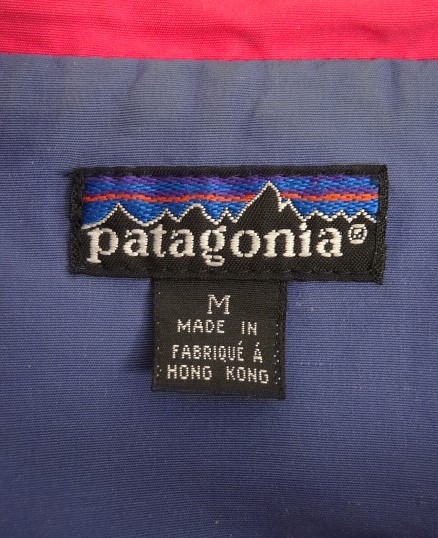 patagonia®
M
MADE IN
FABRIQUÉ À
HONG KONG